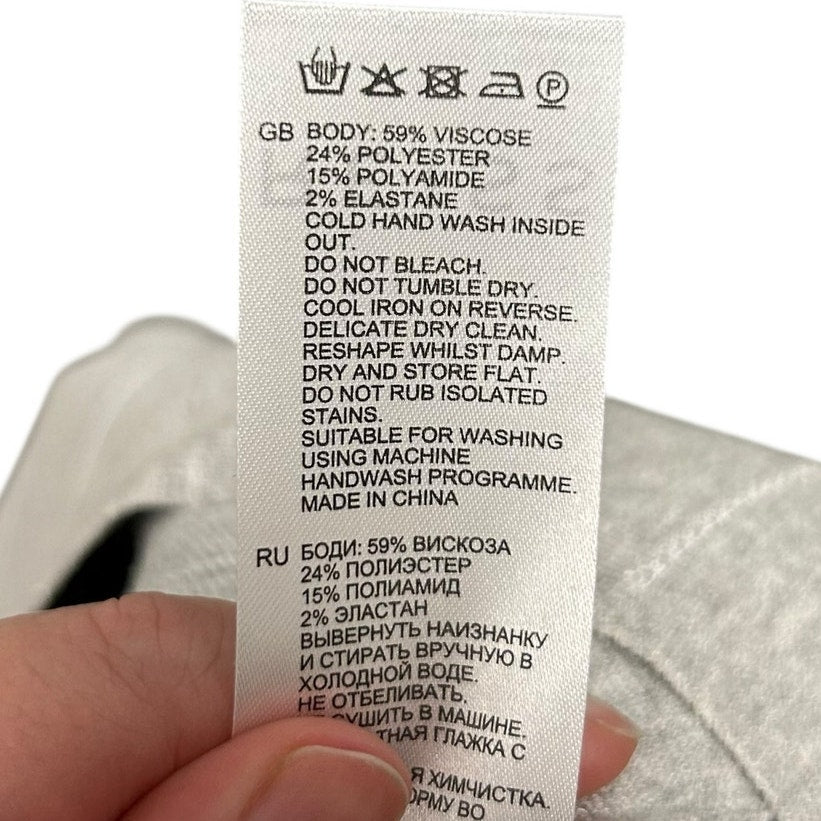 P
GB BODY: 59% VISCOSE
24% POLYESTER
15% POLYAMIDE
2% ELASTANE
COLD HAND WASH INSIDE
OUT.
DO NOT BLEACH.
DO NOT TUMBLE DRY.
COOL IRON ON REVERSE.
DELICATE DRY CLEAN.
RESHAPE WHILST DAMP.
DRY AND STORE FLAT.
DO NOT RUB ISOLATED
STAINS.
SUITABLE FOR WASHING
USING MACHINE
HANDWASH PROGRAMME.
MADE IN CHINA
RU БОДИ: 59% ВИСКОЗА
24% ПОЛИЭСТЕР
15% ПОЛИАМИД
2% ЭЛАСТАН
ВЫВЕРНУТЬ НАИЗНАНКУ
И СТИРАТЬ ВРУЧНУЮ В
ХОЛОДНОЙ ВОДЕ.
НЕ ОТБЕЛИВАТЬ.
СУШИТЬ В МАШИНЕ.
ГЛАЖКА С
ХИМЧИСТКА.
ВО